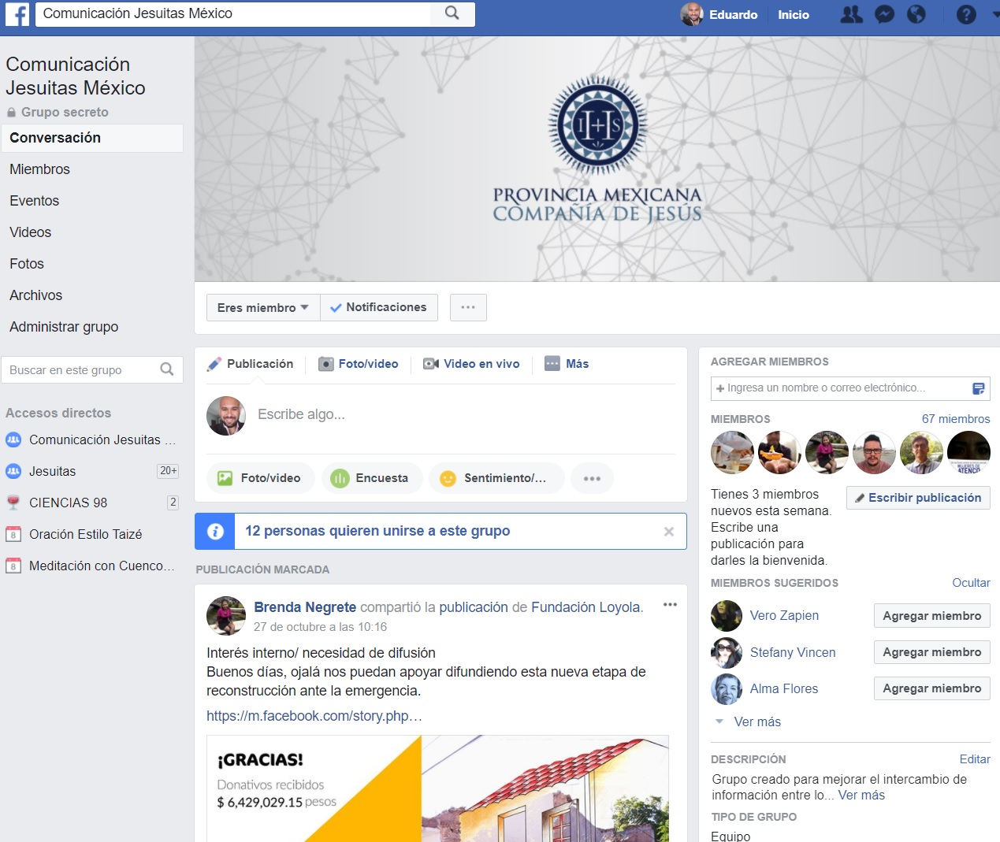 Comunicación Jesuitas México
Eduardo
Inicio
?
Comunicación
Jesuitas México
Grupo secreto
Conversación
Miembros
Eventos
Videos
Fotos
Archivos
Administrar grupo
Buscar en este grupo
Accesos directos
Comunicación Jesuitas ...
Jesuitas
20+
CIENCIAS 98
2
8
Oración Estilo Taizé
8
Meditación con Cuenco...
IHS
PROVINCIA MEXICANA
COMPAÑÍA DE JESÚS
Eres miembro
Notificaciones
Publicación
Foto/video
Video en vivo
Más
Escribe algo...
Foto/video
Encuesta
Sentimiento/...
12 personas quieren unirse a este grupo
PUBLICACIÓN MARCADA
Brenda Negrete compartió la publicación de Fundación Loyola.
27 de octubre a las 10:16
Interés interno/ necesidad de difusión
Buenos días, ojalá nos puedan apoyar difundiendo esta nueva etapa de
reconstrucción ante la emergencia.
https://m.facebook.com/story.php…
¡GRACIAS!
Donativos recibidos
$ 6,429,029.15 pesos
AGREGAR MIEMBROS
+ Ingresa un nombre o correo electrónico...
MIEMBROS
67 miembros
MUJERES DE
ATENCO
Tienes 3 miembros
nuevos esta semana.
Escribe una
publicación para
darles la bienvenida.
Escribir publicación
MIEMBROS SUGERIDOS
Ocultar
Vero Zapien
Agregar miembro
Stefany Vincen
Agregar miembro
Alma Flores
Agregar miembro
Ver más
DESCRIPCIÓN
Editar
Grupo creado para mejorar el intercambio de
información entre lo... Ver más
TIPO DE GRUPO
Equipo